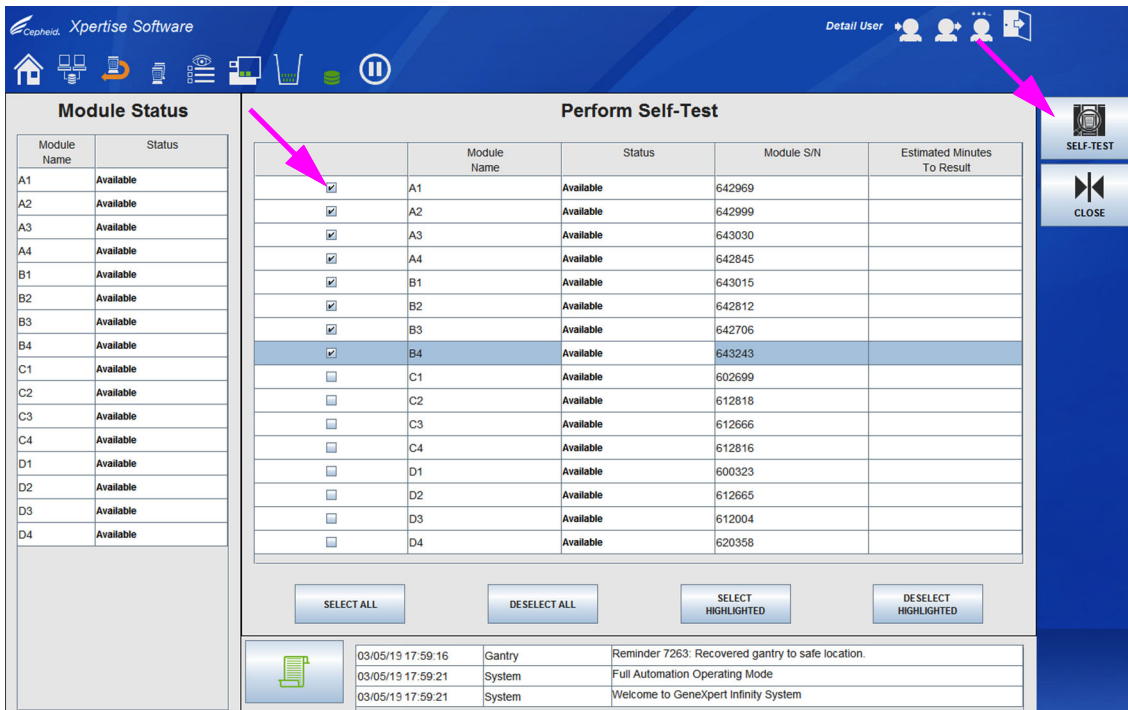 Cepheid. Xpertise Software
Detail User
Module Status
Module Name Status
A1 Available
A2 Available
A3 Available
A4 Available
B1 Available
B2 Available
B3 Available
B4 Available
C1 Available
C2 Available
C3 Available
C4 Available
D1 Available
D2 Available
D3 Available
D4 Available
Perform Self-Test
Module Name Status Module S/N Estimated Minutes To Result
A1 Available 642969
A2 Available 642999
A3 Available 643030
A4 Available 642845
B1 Available 643015
B2 Available 642812
B3 Available 642706
B4 Available 643243
C1 Available 602699
C2 Available 612818
C3 Available 612666
C4 Available 612816
D1 Available 600323
D2 Available 612665
D3 Available 612004
D4 Available 620358
SELECT ALL
DESELECT ALL
SELECT HIGHLIGHTED
DESELECT HIGHLIGHTED
03/05/19 17:59:16 Gantry Reminder 7263: Recovered gantry to safe location.
03/05/19 17:59:21 System Full Automation Operating Mode
03/05/19 17:59:21 System Welcome to GeneXpert Infinity System
SELF-TEST
CLOSE